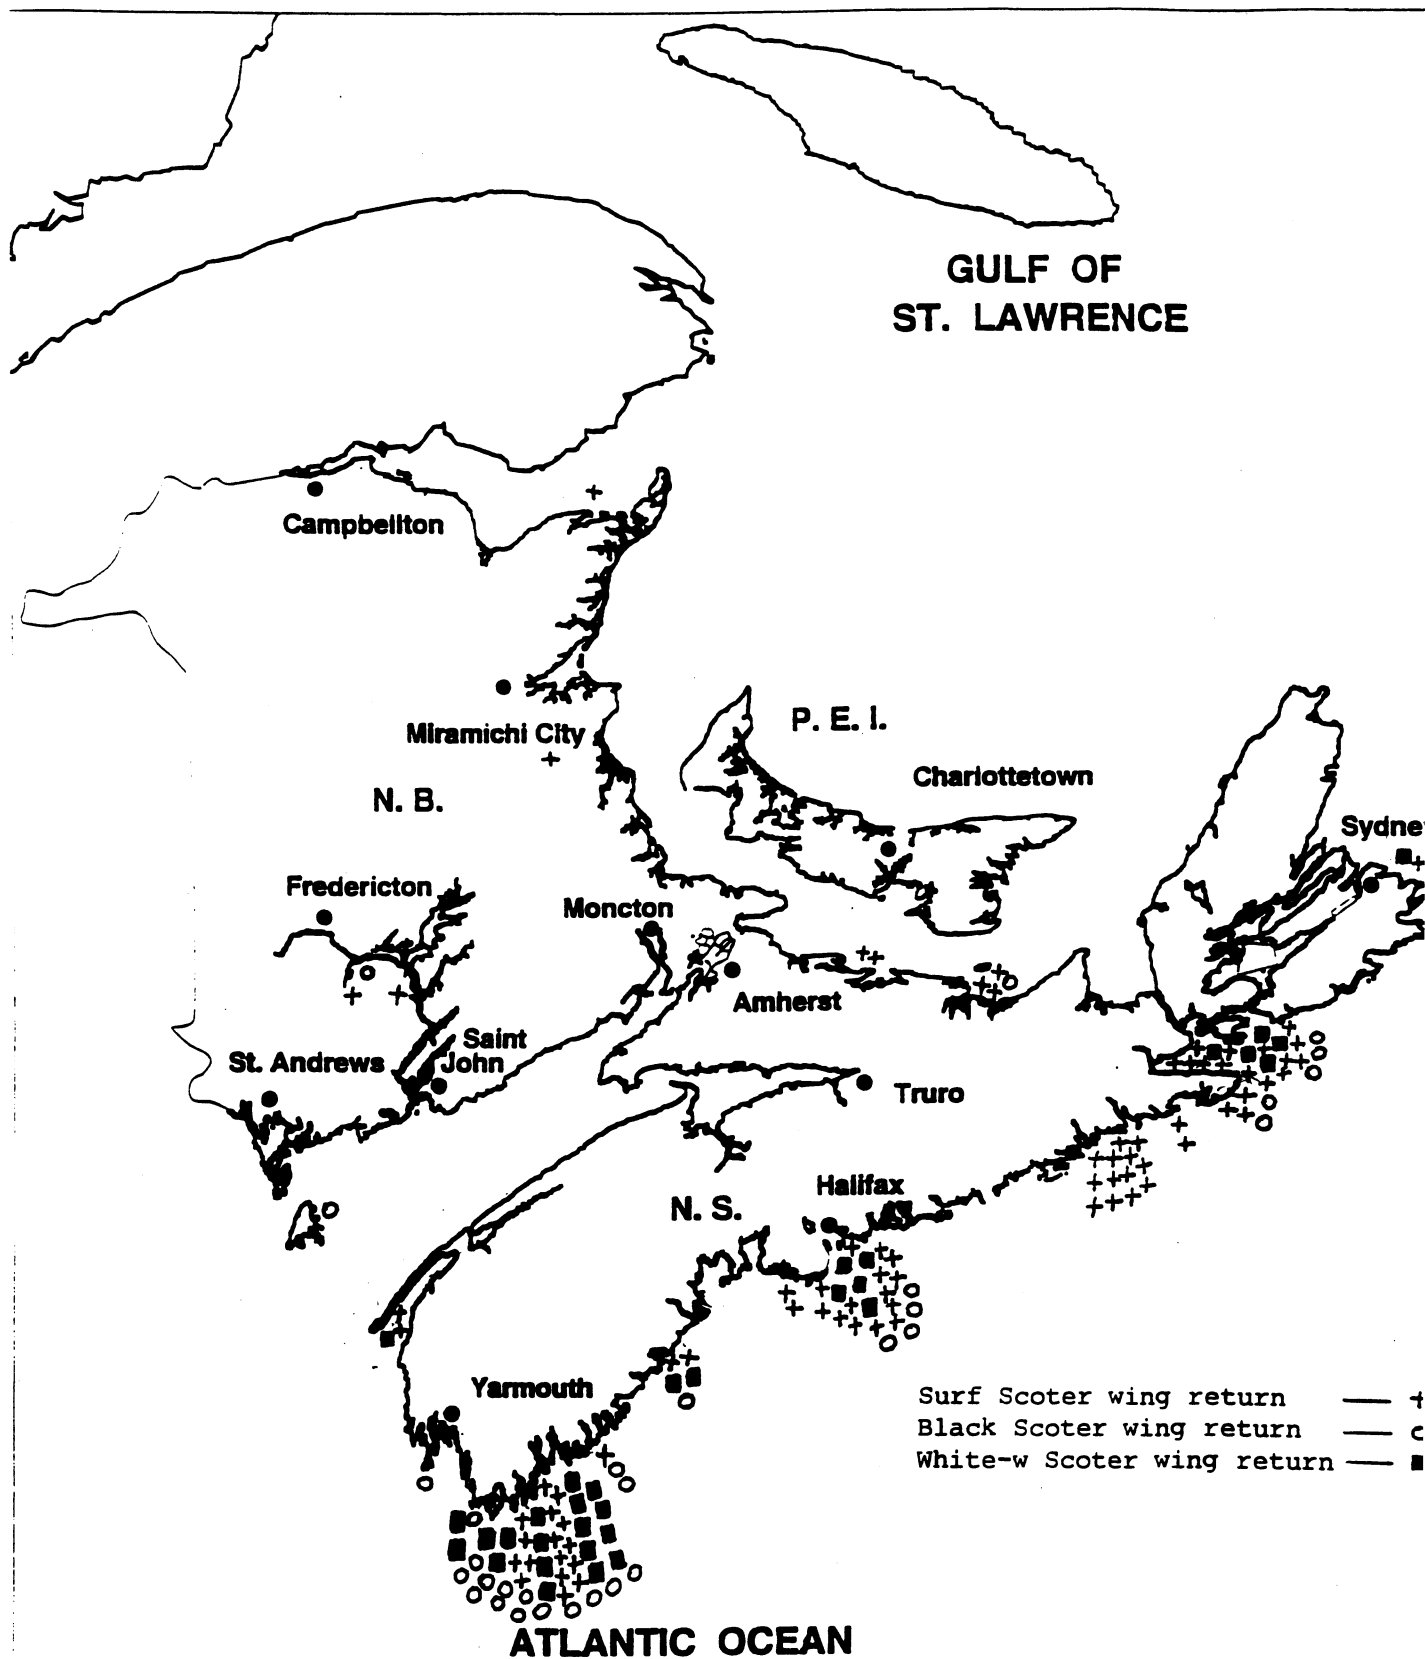 GULF OF
ST. LAWRENCE
Campbellton
Miramichi City
P. E. I.
Charlottetown
N. B.
Sydney
Fredericton
Moncton
Amherst
Saint
John
St. Andrews
Truro
Halifax
N. S.
Yarmouth
Surf Scoter wing return — +
Black Scoter wing return — o
White-w Scoter wing return — ■
ATLANTIC OCEAN